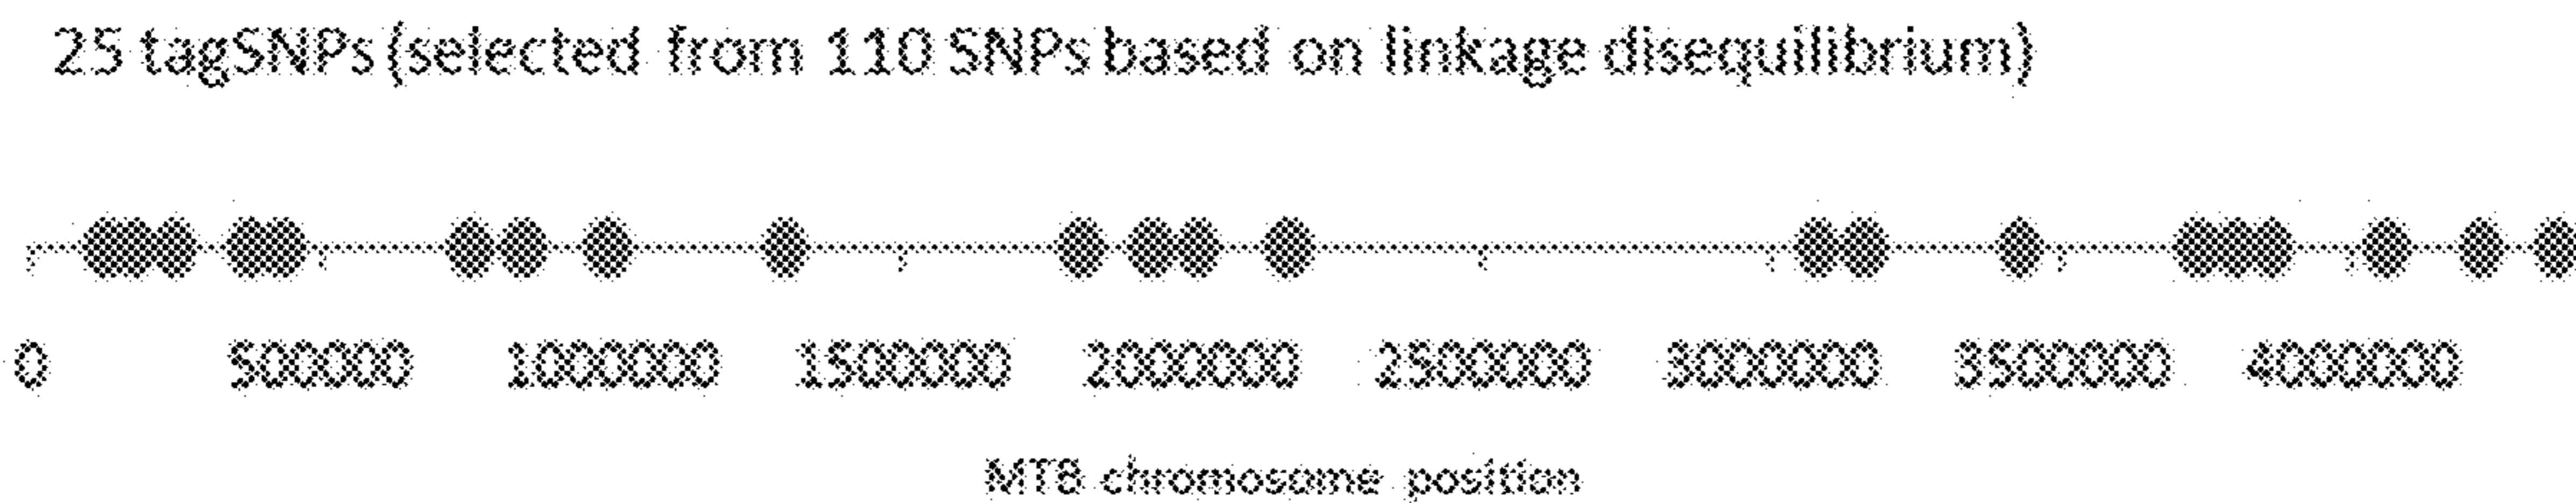 25 tagSNPs (selected from 110 SNPs based on linkage disequilibrium)
0 500000 1000000 1500000 2000000 2500000 3000000 3500000 4000000
MTB chromosome position